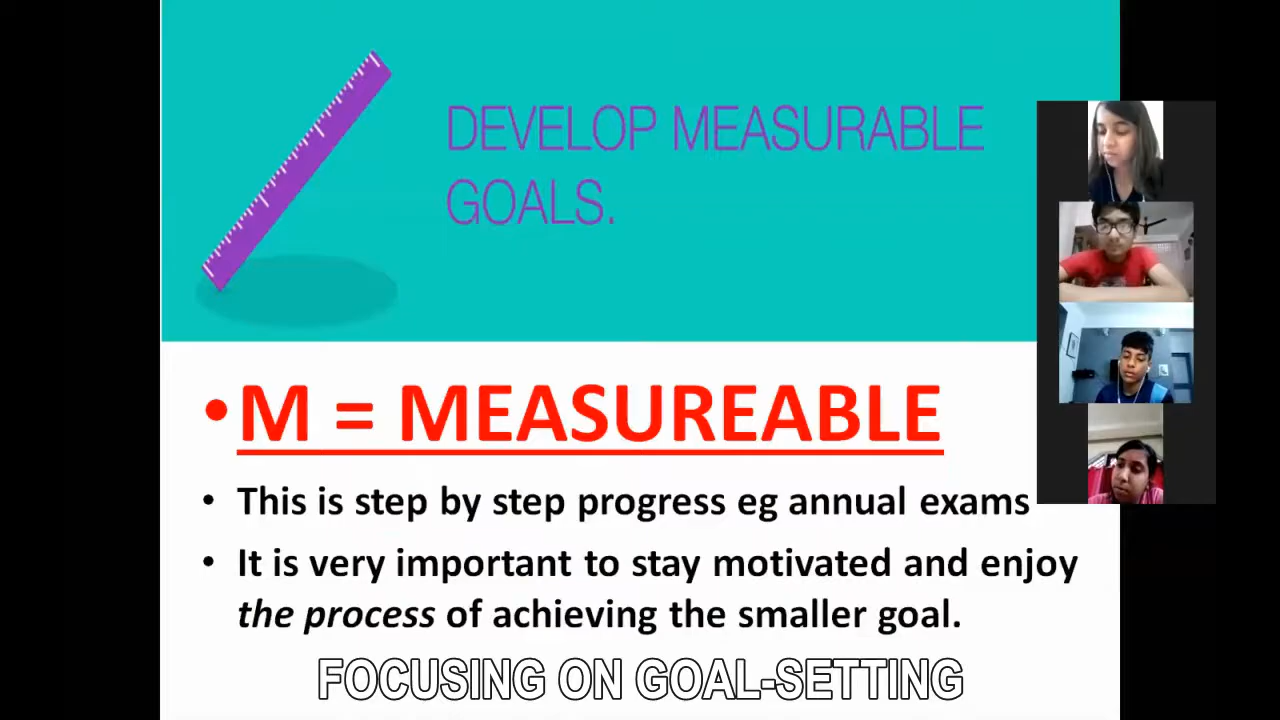 DEVELOP MEASURABLE
GOALS.
•M = MEASUREABLE
• This is step by step progress eg annual exams
• It is very important to stay motivated and enjoy
the process of achieving the smaller goal.
FOCUSING ON GOAL-SETTING